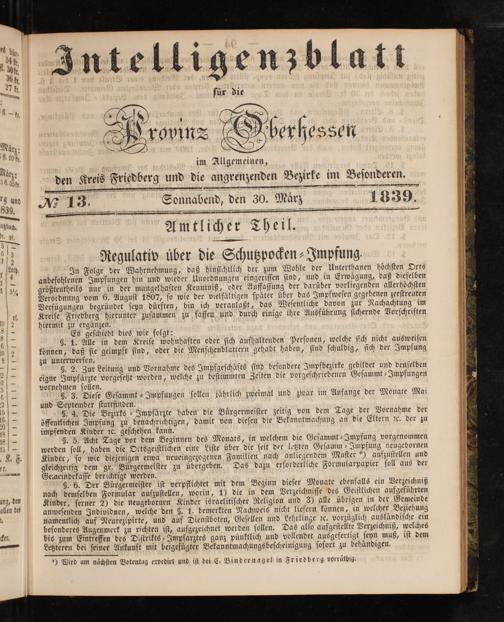 Intelligenzblatt
für die
Provinz Oberhessen
im Allgemeinen,
den Kreis Friedberg und die angrenzenden Bezirke im Besonderen.
№ 13. Sonnabend, den 30. März 1839.
Amtlicher Theil.
Regulativ über die Schutzpocken-Impfung.
In Folge der Wahrnehmung, daß hinsichtlich der zum Wohle der Unterthanen höchsten Orts
anbefohlenen Impfungen hin und wieder Unordnungen eingerissen sind, und in Erwägung, daß dieselben
größtentheils nur in der mangelhaften Kenntniß, oder Auffassung der darüber vorliegenden allerhöchsten
Verordnung vom 6. August 1807, so wie der vielfältigen später über das Impfwesen gegebenen zerstreuten
Verfügungen begründet seyn dürften, bin ich veranlaßt, das Wesentliche davon zur Nachachtung im
Kreise Friedberg hierunter zusammen zu fassen und durch einige ihre Ausführung sichernde Vorschriften
hiermit zu ergänzen.
Es geschieht dies wie folgt:
§. 1. Alle in dem Kreise wohnhaften oder sich aufhaltenden Personen, welche sich nicht ausweisen
können, daß sie geimpft sind, oder die Menschenblattern gehabt haben, sind schuldig, sich der Impfung
zu unterwerfen.
§. 2. Zur Leitung und Vornahme des Impfgeschäfts sind besondere Impfbezirke gebildet und denselben
eigne Impfärzte vorgesetzt worden, welche zu bestimmten Zeiten die vorgeschriebenen Gesammt-Impfungen
vornehmen sollen.
§. 3. Diese Gesammt-Impfungen sollen jährlich zweimal und zwar im Anfange der Monate Mai
und September stattfinden.
§. 4. Die Bezirks-Impfärzte haben die Bürgermeister zeitig von dem Tage der Vornahme der
öffentlichen Impfung zu benachrichtigen, damit von diesen die Bekanntmachung an die Eltern ꝛc. der zu
impfenden Kinder ꝛc. geschehen kann.
§. 5. Acht Tage vor dem Beginnen des Monats, in welchem die Gesammt-Impfung vorgenommen
werden soll, haben die Ortsgeistlichen eine Liste über die seit der letzten Gesammt-Impfung neugebornen
Kinder, so wie diejenigen etwa neueingezogener Familien nach anliegendem Muster *) aufzustellen und
gleichzeitig dem gr. Bürgermeister zu übergeben. Das dazu erforderliche Formularpapier soll aus der
Gemeindekasse berichtigt werden.
§. 6. Der Bürgermeister ist verpflichtet mit dem Beginn dieser Monate ebenfalls ein Verzeichniß
nach demselben Formular aufzustellen, worin, 1) die in dem Verzeichnisse des Geistlichen aufgeführten
Kinder, ferner 2) die neugebornen Kinder israelitischer Religion und 3) alle übrigen in der Gemeinde
anwesenden Individuen, welche den §. 1. bemerkten Nachweis nicht liefern können, in welcher Beziehung
namentlich auf Neurezipirte, und auf Dienstboten, Gesellen und Lehrlinge ꝛc. vorzüglich ausländische ein
besonderes Augenmerk zu richten ist, aufgezeichnet werden. Das also aufgestellte Verzeichniß, welches
bis zum Eintreffen des Distrikts-Impfarztes ganz pünktlich und vollendet ausgefertigt seyn muß, ist dem
Letzteren bei seiner Ankunft mit beigefügter Bekanntmachungsbescheinigung sofort zu behändigen.
*) Wird am nächsten Botentag expedirt und ist bei C. Bindernagel in Friedberg vorräthig.